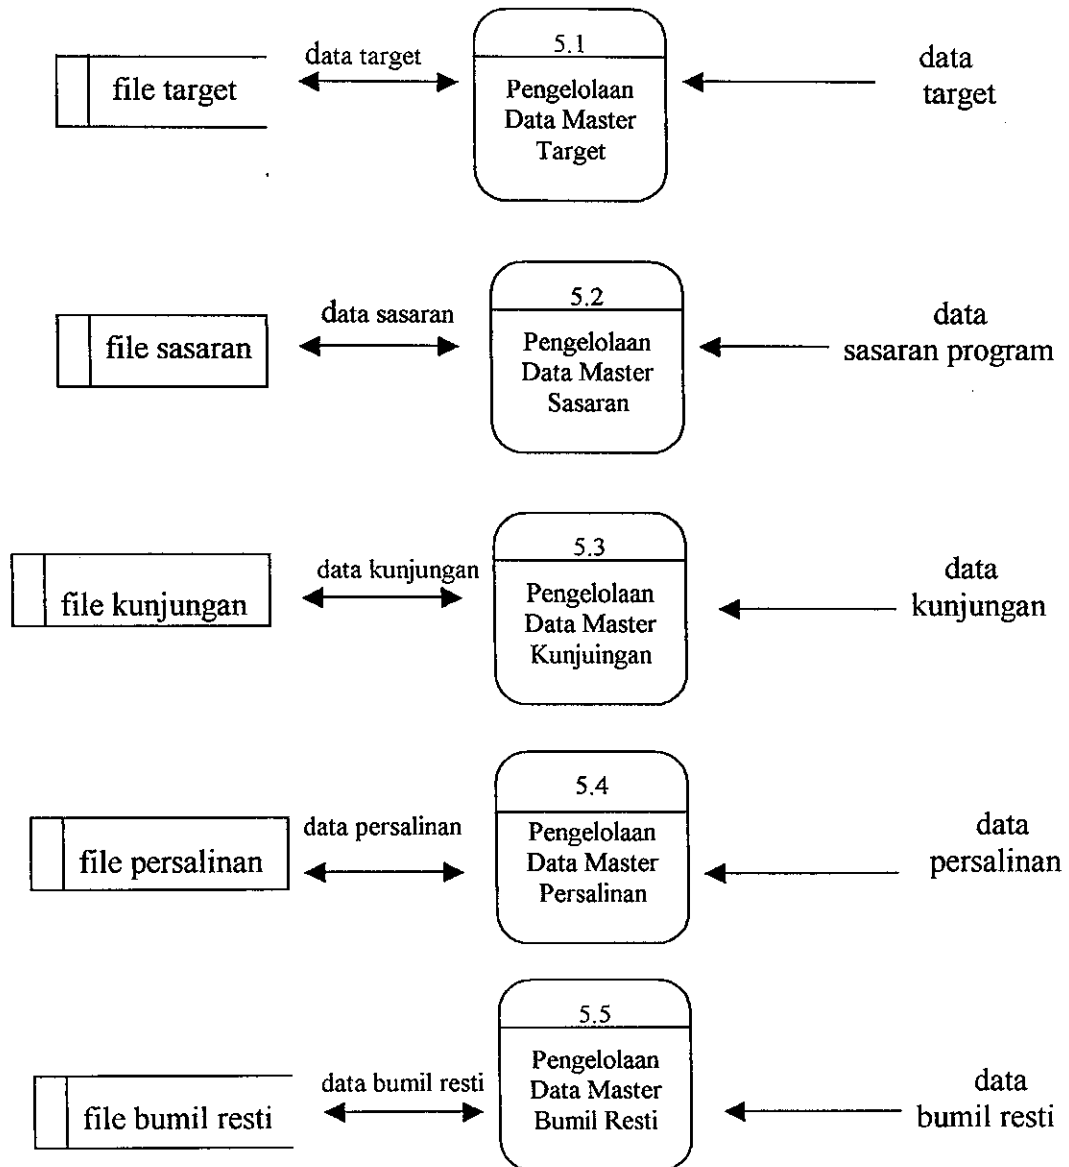 5.1
data target
data
target
file target
Pengelolaan
Data Master
Target
5.2
data sasaran
data
sasaran program
file sasaran
Pengelolaan
Data Master
Sasaran
5.3
data kunjungan
data
kunjungan
file kunjungan
Pengelolaan
Data Master
Kunjuingan
5.4
data persalinan
data
persalinan
file persalinan
Pengelolaan
Data Master
Persalinan
5.5
data bumil resti
data
bumil resti
file bumil resti
Pengelolaan
Data Master
Bumil Resti